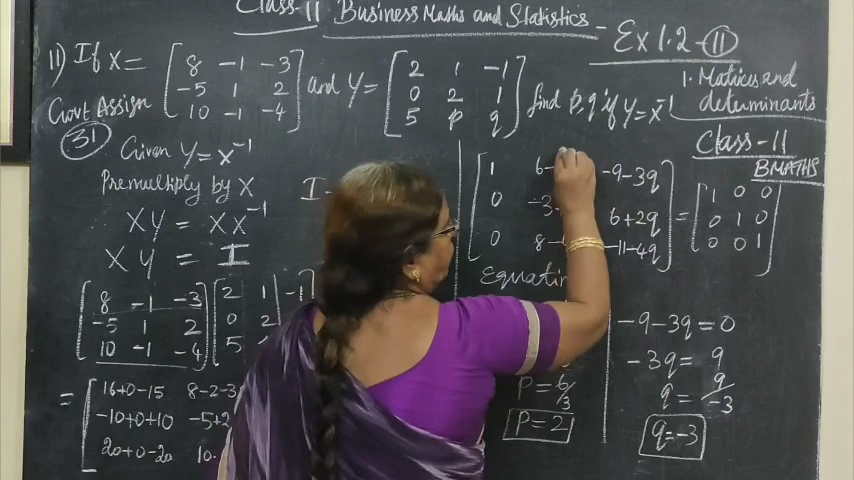 Class-11 Business Maths and Statistics -
Ex 1.2 - 11
11) If X = [8 -1 -3
-5 1 2
10 -1 -4] and Y = [2 1 -1
0 2 1
5 p q] find p, q if Y = X⁻¹
1. Matrices and
determinants
Class-11
BMATHS
Govt Assign
31
Given Y = X⁻¹
Premultiply by X
XY = XX⁻¹
XY = I
[8 -1 -3
-5 1 2
10 -1 -4] [2 1 -1
0 2
5
= [16+0-15 8-2-3
-10+0+10 -5+2
20+0-20 10
[1 6- -9-3q
0 -3 6+2q
0 8- -11-4q] = [1 0 0
0 1 0
0 0 1]
P = 6/3
P = 2
-9-3q = 0
-3q = 9
q = 9/-3
q = -3